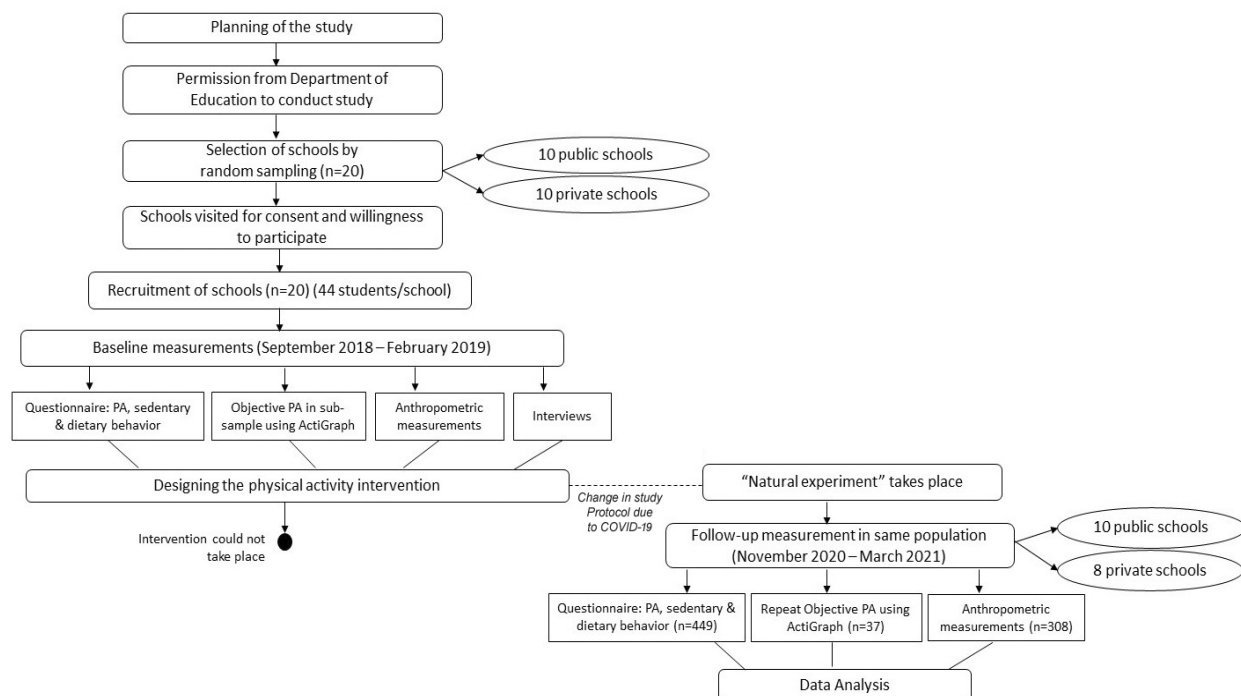 Planning of the study
Permission from Department of
Education to conduct study
Selection of schools by
random sampling (n=20)
10 public schools
10 private schools
Schools visited for consent and willingness
to participate
Recruitment of schools (n=20) (44 students/school)
Baseline measurements (September 2018 – February 2019)
Questionnaire: PA, sedentary
& dietary behavior
Objective PA in sub-
sample using ActiGraph
Anthropometric
measurements
Interviews
Designing the physical activity intervention
Intervention could not
take place
Change in study
Protocol due
to COVID-19
“Natural experiment” takes place
Follow-up measurement in same population
(November 2020 – March 2021)
10 public schools
8 private schools
Questionnaire: PA, sedentary &
dietary behavior (n=449)
Repeat Objective PA using
ActiGraph (n=37)
Anthropometric
measurements (n=308)
Data Analysis